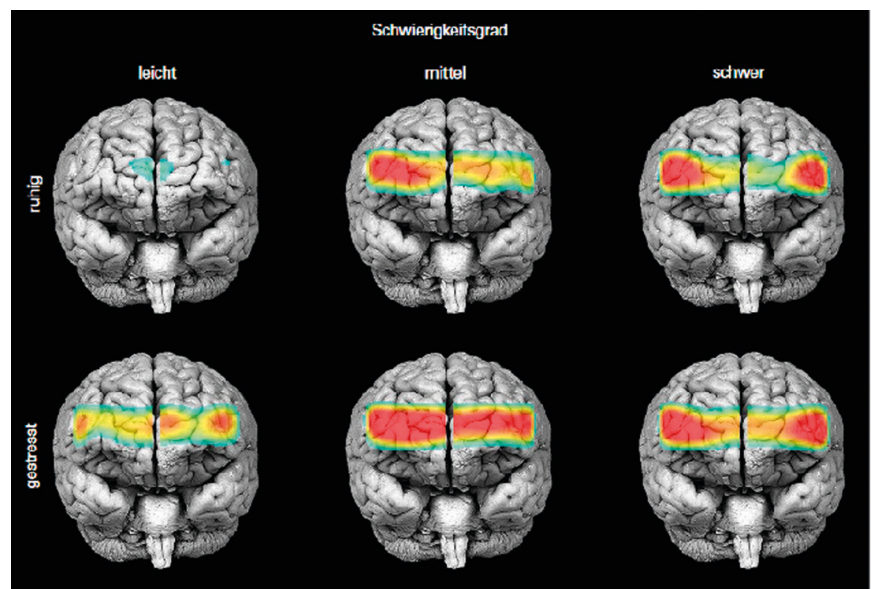 Schwierigkeitsgrad
leicht mittel schwer
ruhig
gestresst